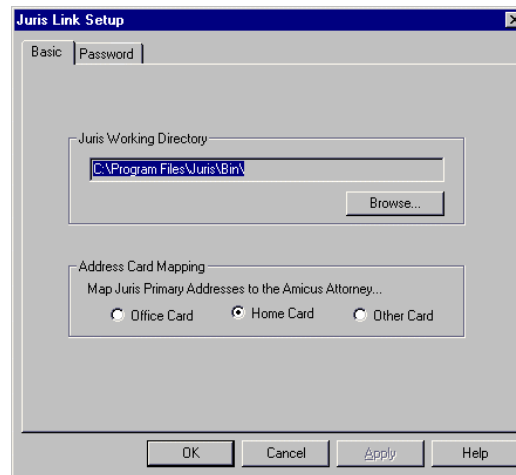 Juris Link Setup
Basic Password
Juris Working Directory
C:\Program Files\Juris\Bin\
Browse...
Address Card Mapping
Map Juris Primary Addresses to the Amicus Attorney...
Office Card Home Card Other Card
OK Cancel Apply Help